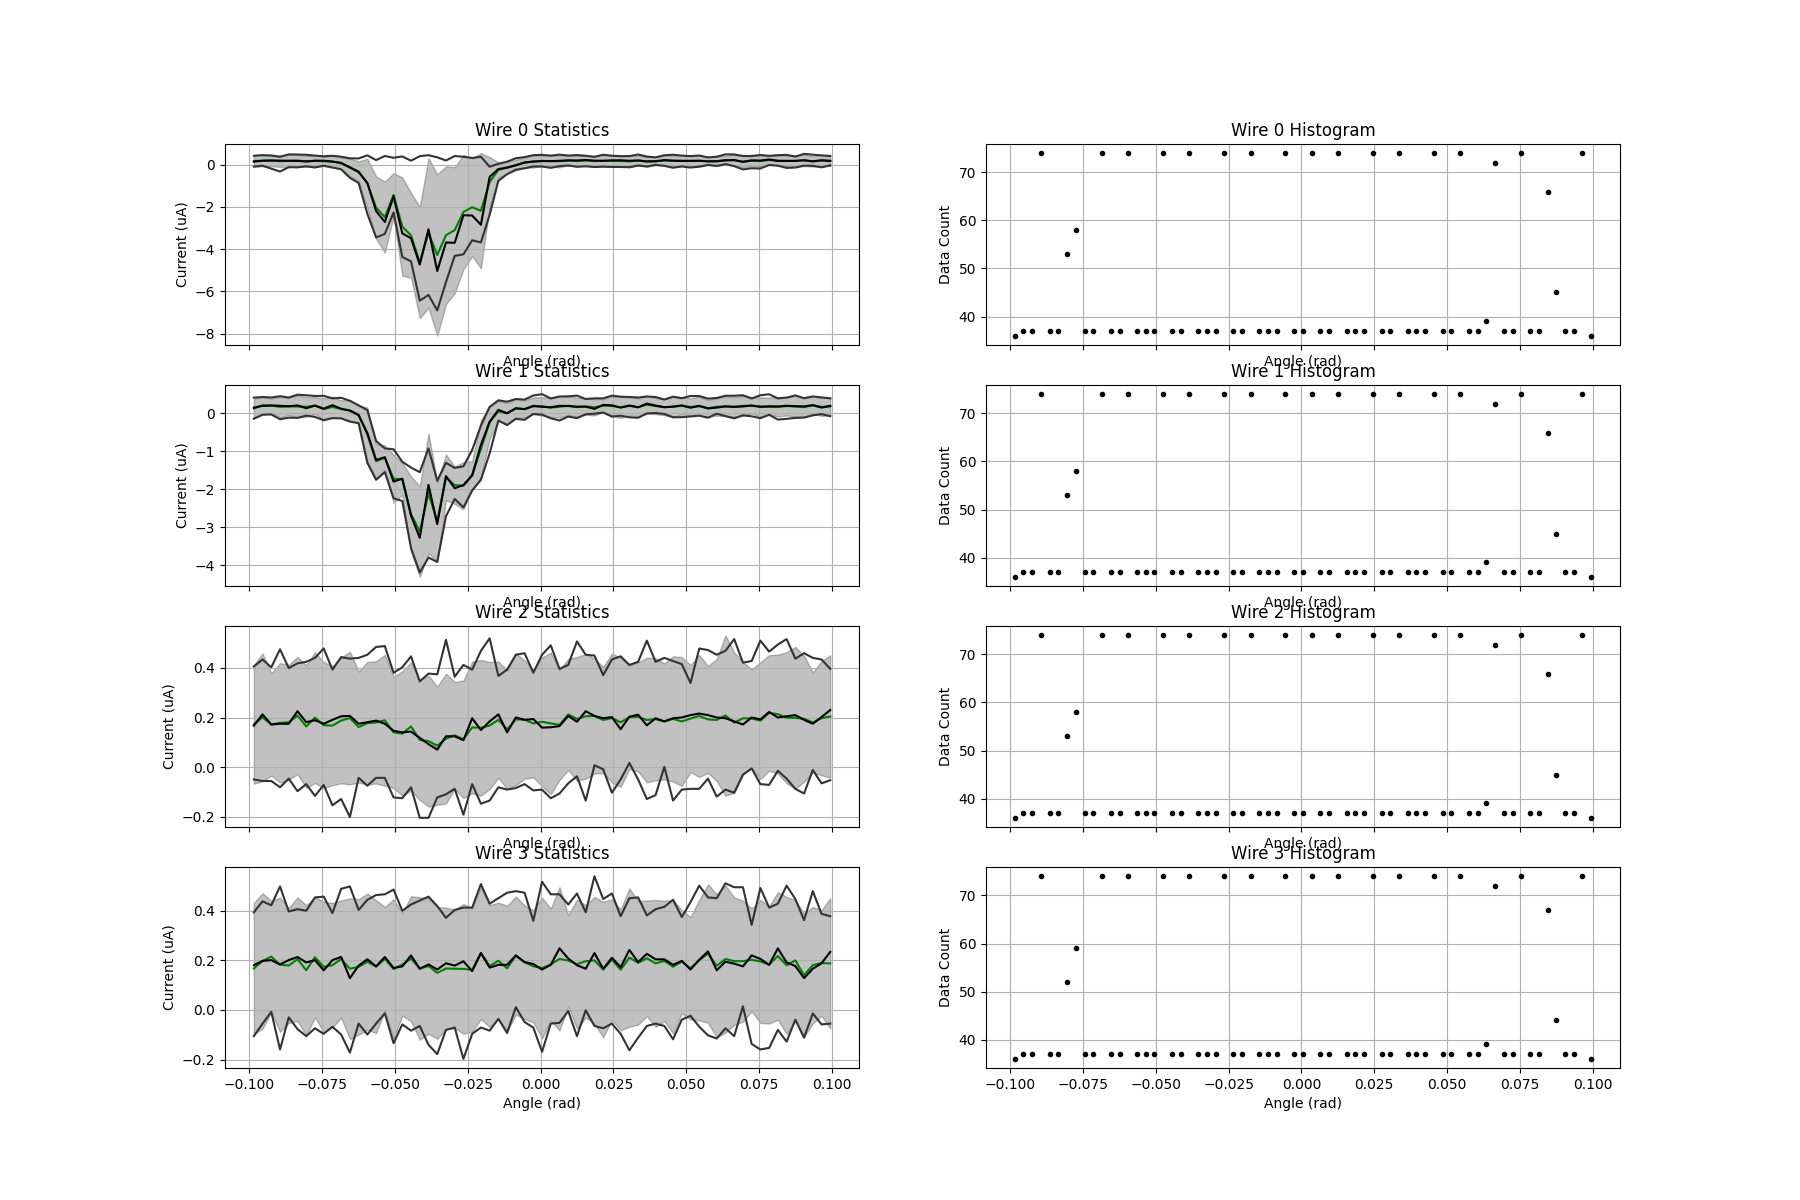 Wire 0 Statistics
Current (uA)
0
−2
−4
−6
−8
Angle (rad)
Wire 0 Histogram
Data Count
70
60
50
40
Angle (rad)
Wire 1 Statistics
Current (uA)
0
−1
−2
−3
−4
Angle (rad)
Wire 1 Histogram
Data Count
70
60
50
40
Angle (rad)
Wire 2 Statistics
Current (uA)
0.4
0.2
0.0
−0.2
Angle (rad)
Wire 2 Histogram
Data Count
70
60
50
40
Angle (rad)
Wire 3 Statistics
Current (uA)
0.4
0.2
0.0
−0.2
−0.100 −0.075 −0.050 −0.025 0.000 0.025 0.050 0.075 0.100
Angle (rad)
Wire 3 Histogram
Data Count
70
60
50
40
−0.100 −0.075 −0.050 −0.025 0.000 0.025 0.050 0.075 0.100
Angle (rad)